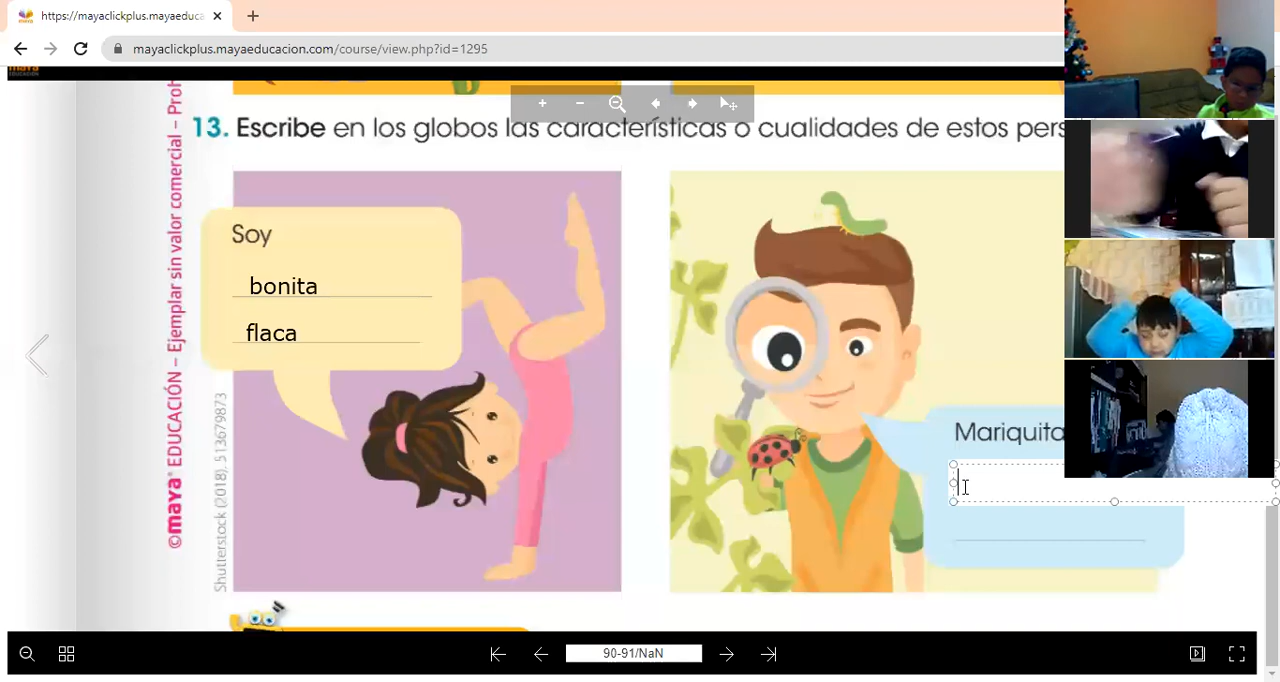 https://mayaclickplus.mayaeduca
mayaclickplus.mayaeducacion.com/course/view.php?id=1295
maya
EDUCACIÓN
©maya® EDUCACIÓN – Ejemplar sin valor comercial – Proh
13. Escribe en los globos las características o cualidades de estos pers
Soy
bonita
flaca
Shutterstock (2018), 513679873
Mariquita
90-91/NaN